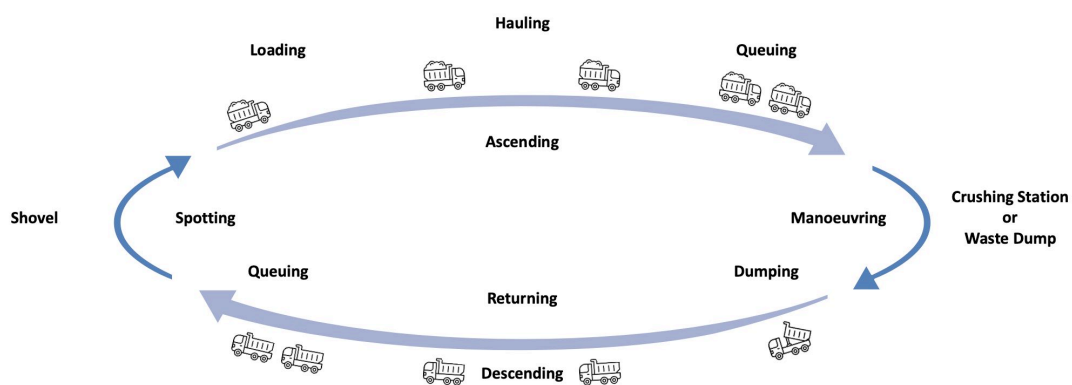 Hauling
Loading
Queuing
Ascending
Shovel
Spotting
Manoeuvring
Crushing Station
or
Waste Dump
Queuing
Dumping
Returning
Descending